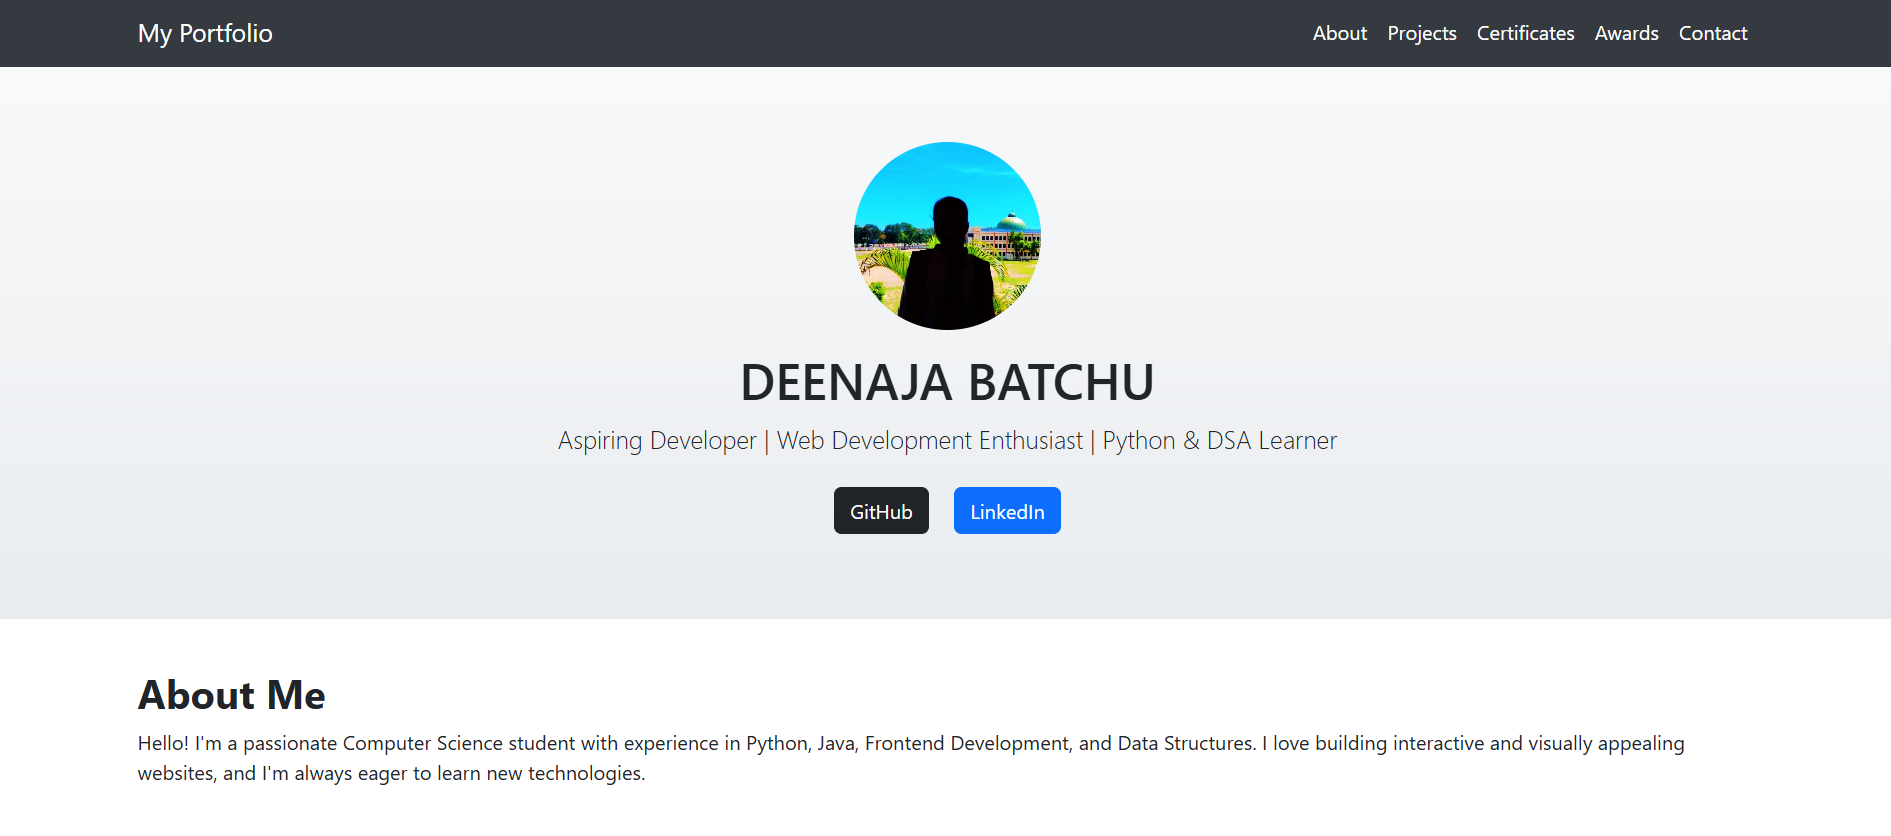 My Portfolio
About Projects Certificates Awards Contact
DEENAJA BATCHU
Aspiring Developer | Web Development Enthusiast | Python & DSA Learner
GitHub LinkedIn
About Me
Hello! I'm a passionate Computer Science student with experience in Python, Java, Frontend Development, and Data Structures. I love building interactive and visually appealing
websites, and I'm always eager to learn new technologies.